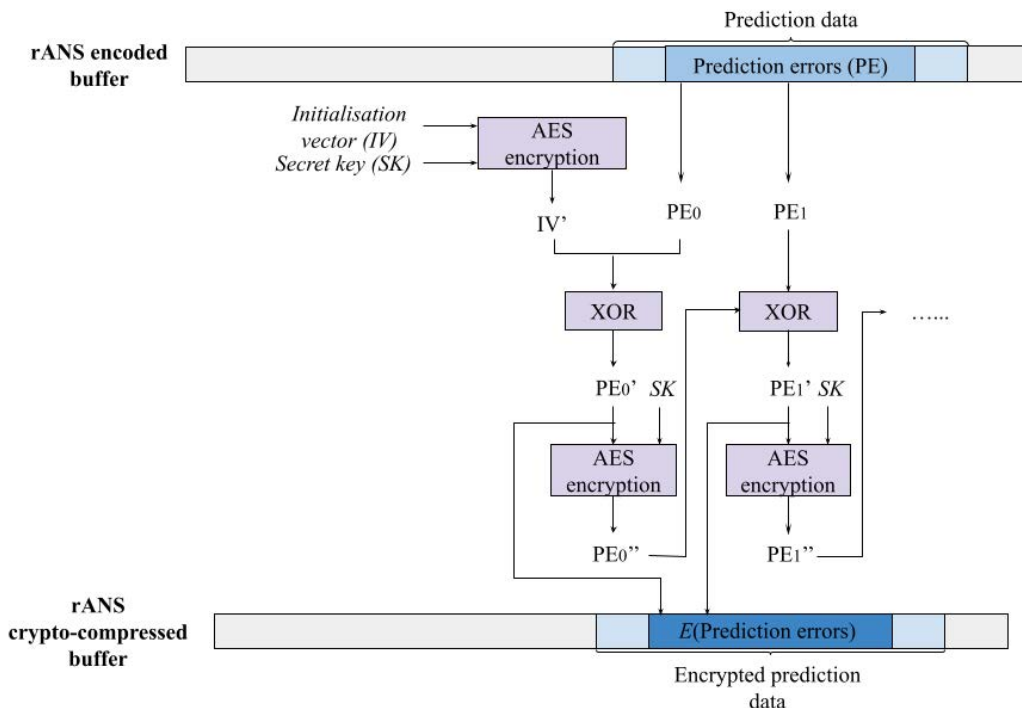 Prediction data
rANS encoded
buffer
Prediction errors (PE)
Initialisation
vector (IV)
Secret key (SK)
AES
encryption
IV’
PE0
PE1
XOR
XOR
…...
PE0’
SK
PE1’
SK
AES
encryption
AES
encryption
PE0’’
PE1’’
rANS
crypto-compressed
buffer
E(Prediction errors)
Encrypted prediction
data